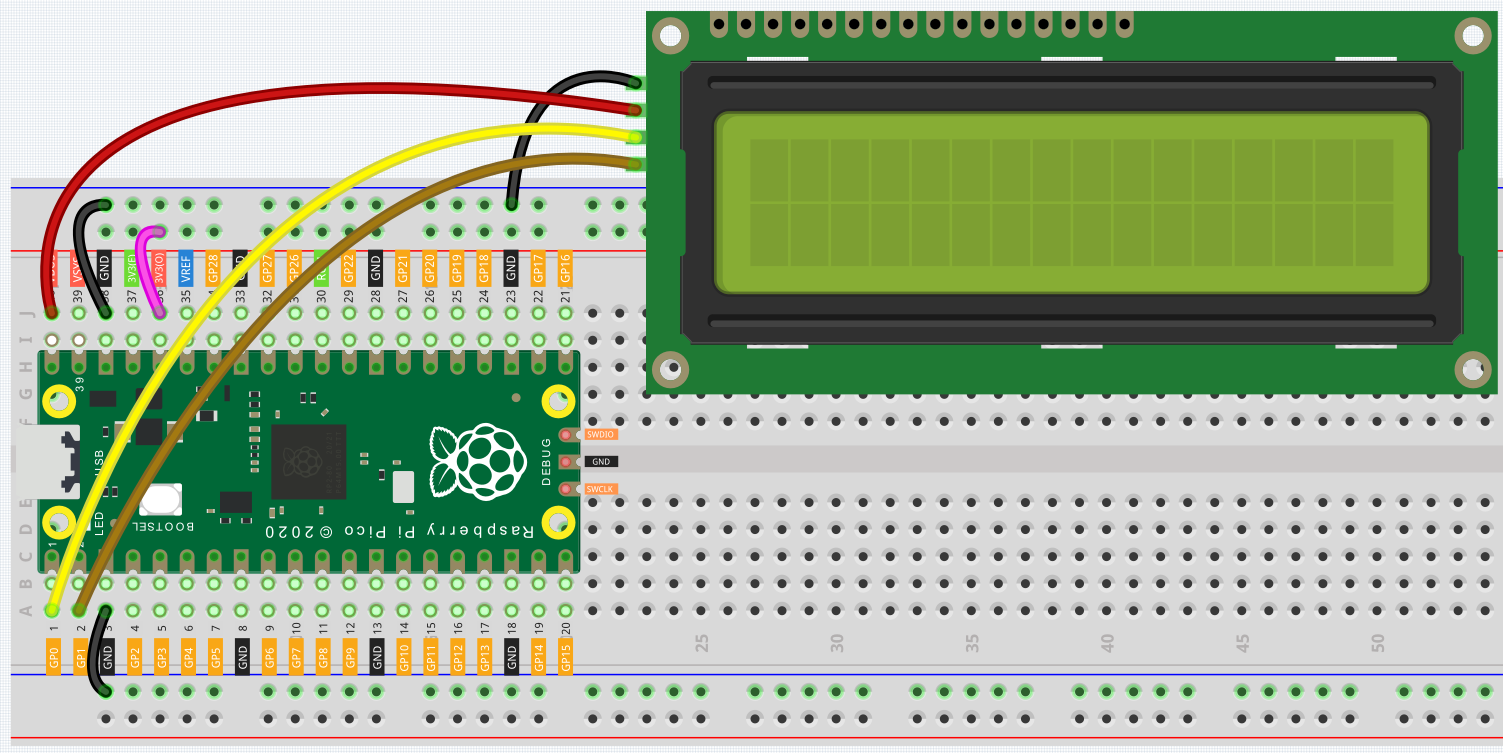 VSYS
GND
3V3(E)
3V3(O)
VREF
GP28
GP27
GP26
GP22
GND
GP21
GP20
GP19
GP18
GND
GP17
GP16
39
38
37
36
35
33
32
30
29
28
27
26
25
24
23
22
21
J
I
H
G
F
E
D
C
B
A
39
USB
DEBUG
SWDIO
GND
SWCLK
LED
BOOTSEL
Raspberry Pi Pico © 2020
1
1 2 3 4 5 6 7 8 9 10 11 12 13 14 15 16 17 18 19 20
GP0 GP1 GND GP2 GP3 GP4 GP5 GND GP6 GP7 GP8 GP9 GND GP10 GP11 GP12 GP13 GND GP14 GP15
25 30 35 40 45 50